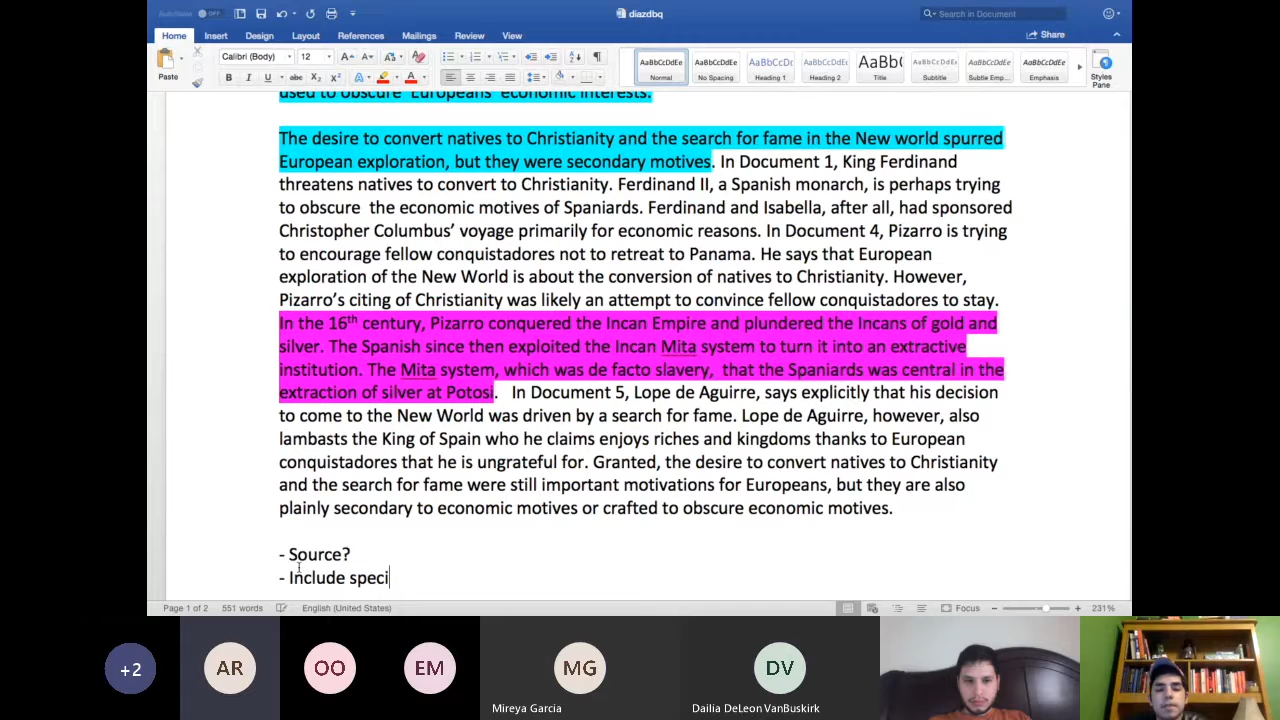 AutoSave OFF
diazdbq
Search in Document
Home Insert Design Layout References Mailings Review View
Share
Paste
Calibri (Body) 12
B I U abc X2 X2 A A
AaBbCcDdEe AaBbCcDdEe AaBbCcDc AaBbCcDdEe AaBbC AaBbCcDdEe AaBbCcDdEe AaBbCcDdEe
Normal No Spacing Heading 1 Heading 2 Title Subtitle Subtle Emp... Emphasis
Styles
Pane
used to obscure Europeans' economic interests.
The desire to convert natives to Christianity and the search for fame in the New world spurred
European exploration, but they were secondary motives. In Document 1, King Ferdinand
threatens natives to convert to Christianity. Ferdinand II, a Spanish monarch, is perhaps trying
to obscure the economic motives of Spaniards. Ferdinand and Isabella, after all, had sponsored
Christopher Columbus' voyage primarily for economic reasons. In Document 4, Pizarro is trying
to encourage fellow conquistadores not to retreat to Panama. He says that European
exploration of the New World is about the conversion of natives to Christianity. However,
Pizarro's citing of Christianity was likely an attempt to convince fellow conquistadores to stay.
In the 16th century, Pizarro conquered the Incan Empire and plundered the Incans of gold and
silver. The Spanish since then exploited the Incan Mita system to turn it into an extractive
institution. The Mita system, which was de facto slavery, that the Spaniards was central in the
extraction of silver at Potosi. In Document 5, Lope de Aguirre, says explicitly that his decision
to come to the New World was driven by a search for fame. Lope de Aguirre, however, also
lambasts the King of Spain who he claims enjoys riches and kingdoms thanks to European
conquistadores that he is ungrateful for. Granted, the desire to convert natives to Christianity
and the search for fame were still important motivations for Europeans, but they are also
plainly secondary to economic motives or crafted to obscure economic motives.
- Source?
- Include speci
Page 1 of 2 551 words English (United States) Focus 231%
+2 AR OO EM MG DV
Mireya Garcia Dailia DeLeon VanBuskirk